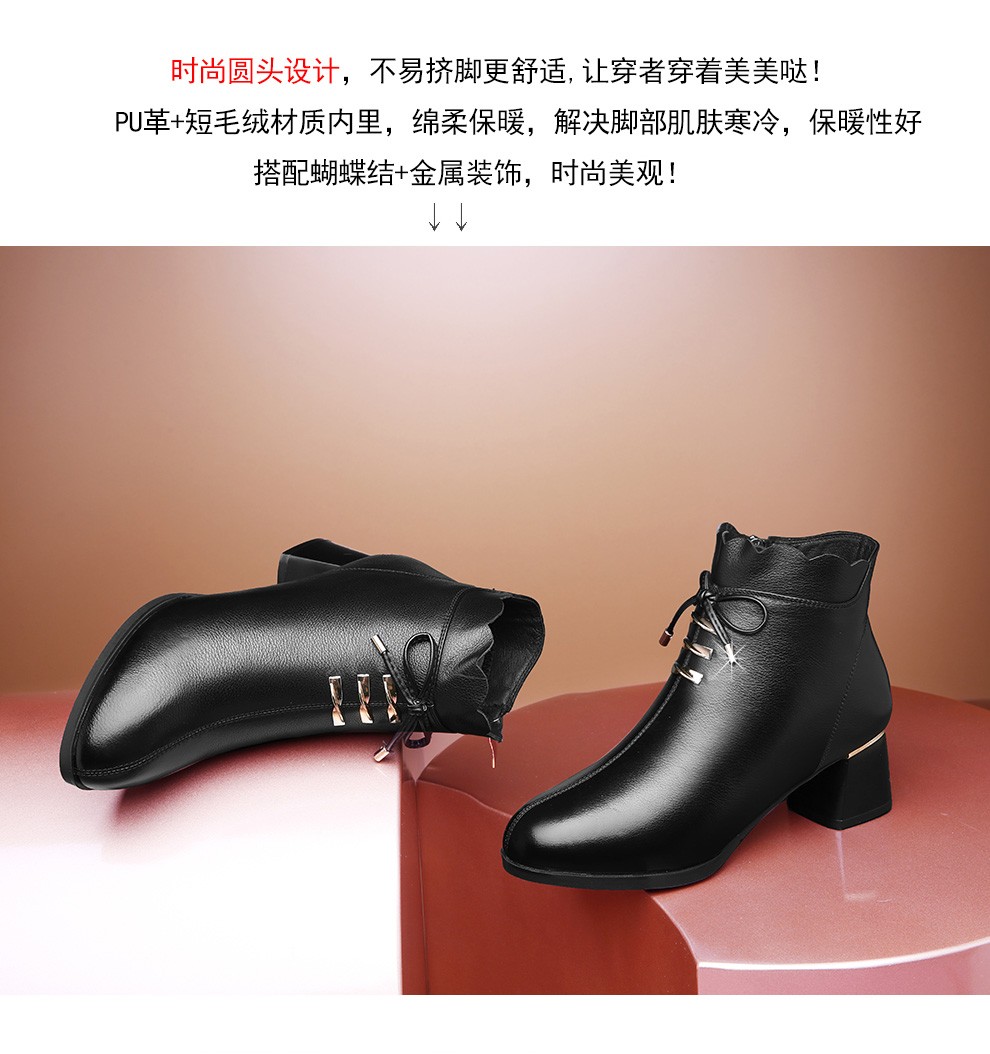 时尚圆头设计，不易挤脚更舒适,让穿者穿着美美哒!
PU革+短毛绒材质内里，绵柔保暖，解决脚部肌肤寒冷，保暖性好
搭配蝴蝶结+金属装饰，时尚美观!
↓↓